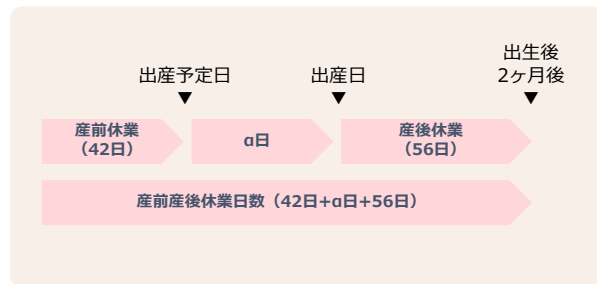 出産予定日
出産日
出生後
2ヶ月後
▼
▼
▼
産前休業
（42日）
α日
産後休業
（56日）
産前産後休業日数（42日+α日+56日）